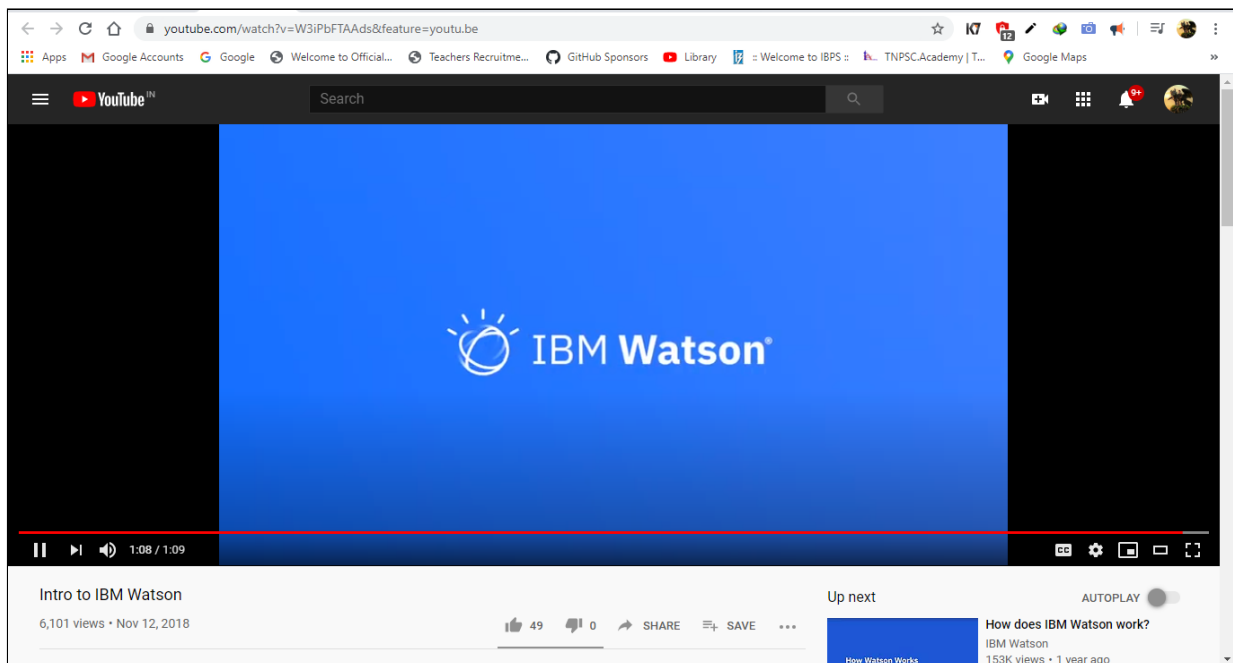 youtube.com/watch?v=W3iPbFTAAds&feature=youtu.be
K7 12
Apps Google Accounts Google Welcome to Official... Teachers Recruitme... GitHub Sponsors Library :: Welcome to IBPS :: TNPSC.Academy | T... Google Maps »
YouTube IN Search 9+
IBM Watson®
1:08 / 1:09 CC
Intro to IBM Watson
6,101 views • Nov 12, 2018 49 0 SHARE SAVE
Up next AUTOPLAY
How does IBM Watson work?
IBM Watson
How Watson Works
153K views • 1 year ago